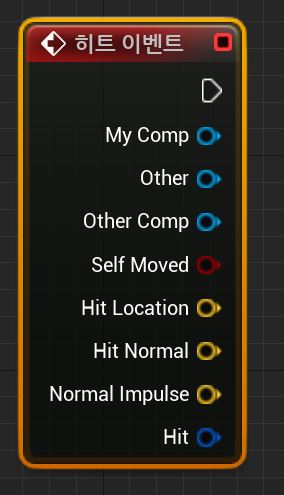 히트 이벤트
My Comp
Other
Other Comp
Self Moved
Hit Location
Hit Normal
Normal Impulse
Hit